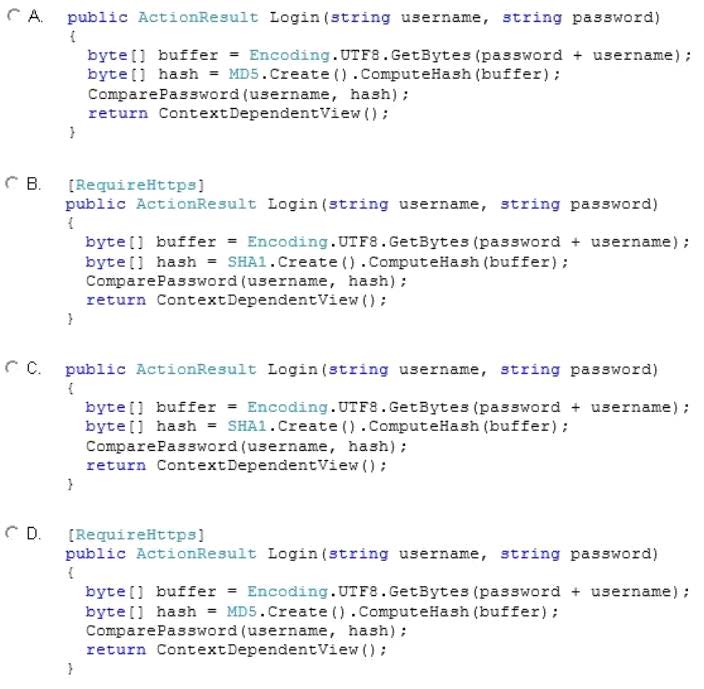 A. public ActionResult Login(string username, string password)
{
byte[] buffer = Encoding.UTF8.GetBytes(password + username);
byte[] hash = MD5.Create().ComputeHash(buffer);
ComparePassword(username, hash);
return ContextDependentView();
}
B. [RequireHttps]
public ActionResult Login(string username, string password)
{
byte[] buffer = Encoding.UTF8.GetBytes(password + username);
byte[] hash = SHA1.Create().ComputeHash(buffer);
ComparePassword(username, hash);
return ContextDependentView();
}
C. public ActionResult Login(string username, string password)
{
byte[] buffer = Encoding.UTF8.GetBytes(password + username);
byte[] hash = SHA1.Create().ComputeHash(buffer);
ComparePassword(username, hash);
return ContextDependentView();
}
D. [RequireHttps]
public ActionResult Login(string username, string password)
{
byte[] buffer = Encoding.UTF8.GetBytes(password + username);
byte[] hash = MD5.Create().ComputeHash(buffer);
ComparePassword(username, hash);
return ContextDependentView();
}